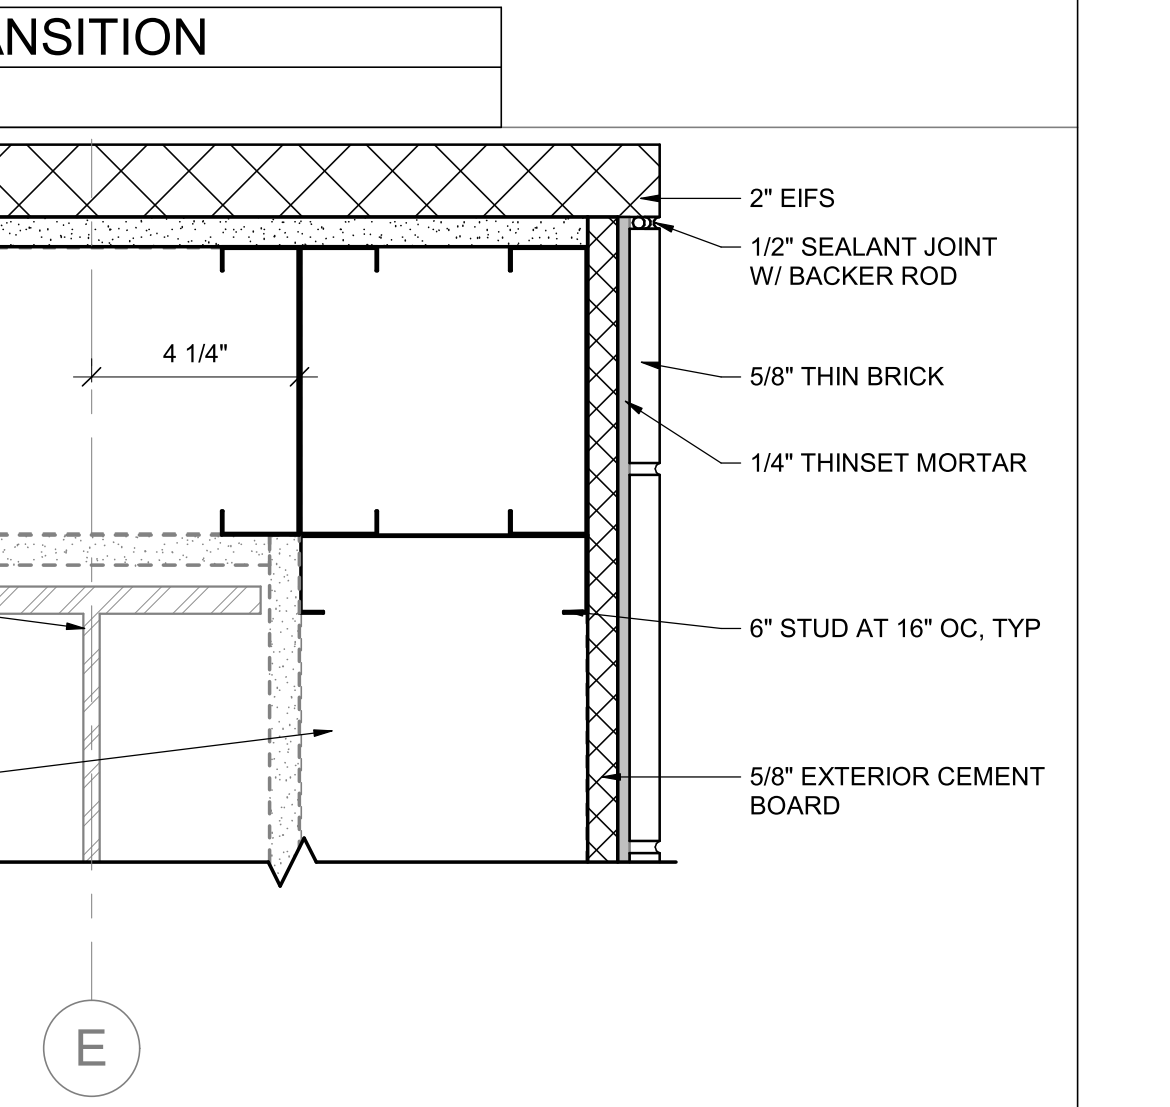 2" EIFS
1/2" SEALANT JOINT
W/ BACKER ROD
4 1/4"
5/8" THIN BRICK
1/4" THINSET MORTAR
6" STUD AT 16" OC, TYP
5/8" EXTERIOR CEMENT
BOARD
E